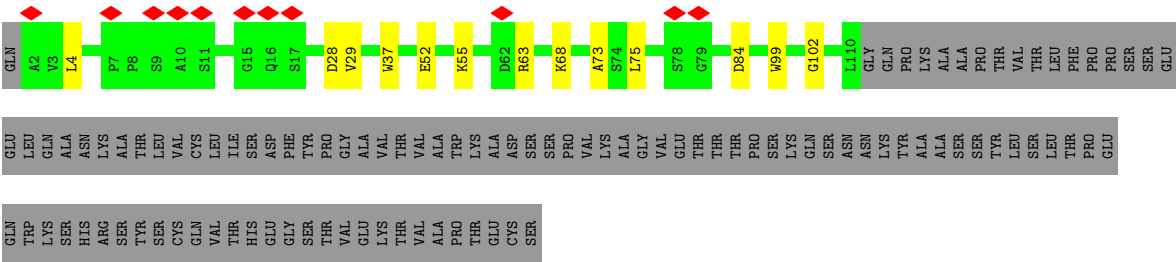 GLN A2 V3 L4 P7 P8 S9 A10 S11 G15 Q16 S17 D28 V29 W37 E52 K55 D62 R63 K68 A73 S74 L75 S78 G79 D84 W99 G102 L110 GLY GLN PRO LYS ALA ALA PRO THR VAL THR LEU PHE PRO PRO SER SER GLU
GLU LEU GLN ALA ASN LYS ALA THR LEU VAL CYS LEU ILE SER ASP PHE TYR PRO GLY ALA VAL THR VAL ALA TRP LYS ALA ASP SER SER PRO VAL LYS ALA GLY VAL GLU THR THR THR PRO SER LYS GLN SER ASN ASN LYS TYR ALA ALA SER SER TYR LEU SER LEU THR PRO GLU
GLN TRP LYS SER HIS ARG SER TYR SER CYS GLN VAL THR HIS GLU GLY SER THR VAL GLU LYS THR VAL ALA PRO THR GLU CYS SER